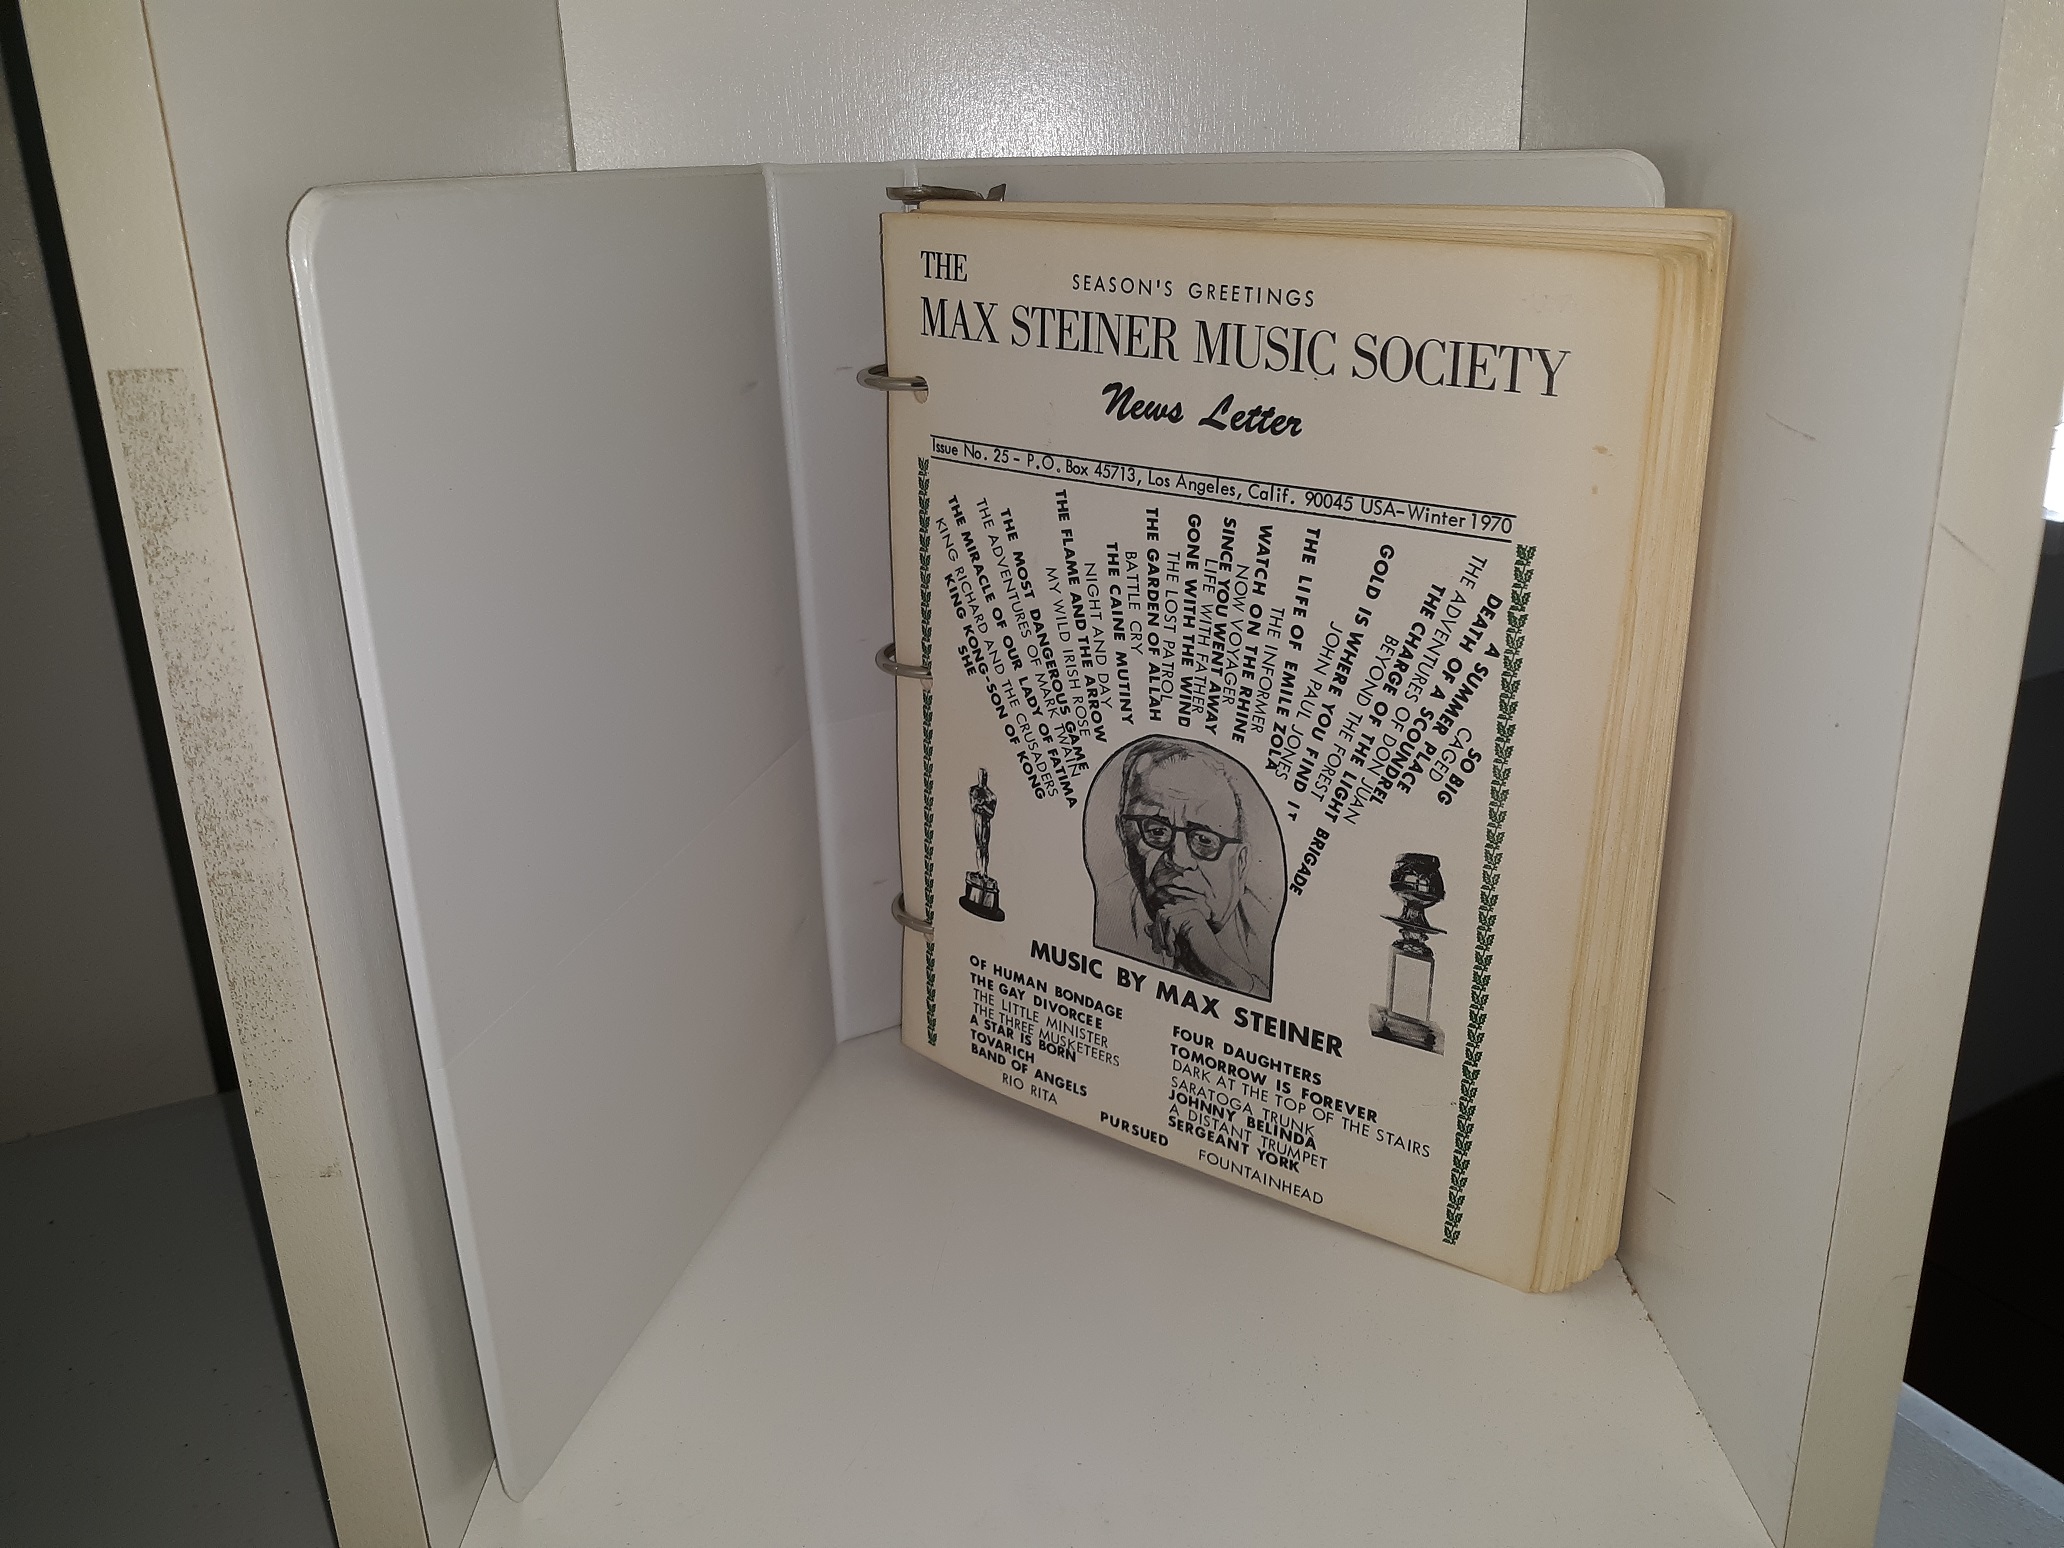 THE
SEASON'S GREETINGS
MAX STEINER MUSIC SOCIETY
News Letter
Issue No. 25 - P.O. Box 45713, Los Angeles, Calif. 90045 USA-Winter 1970
SHE
KING KONG-SON OF KONG
KING RICHARD AND THE CRUSADERS
THE MIRACLE OF OUR LADY OF FATIMA
THE ADVENTURES OF MARK TWAIN
THE MOST DANGEROUS GAME
MY WILD IRISH ROSE
THE FLAME AND THE ARROW
NIGHT AND DAY
THE CAINE MUTINY
BATTLE CRY
THE GARDEN OF ALLAH
THE LOST PATROL
GONE WITH THE WIND
LIFE WITH FATHER
SINCE YOU WENT AWAY
NOW VOYAGER
WATCH ON THE RHINE
THE INFORMER
THE LIFE OF EMILE ZOLA
JOHN PAUL JONES
GOLD IS WHERE YOU FIND IT
JOHN PAUL JONES
BEYOND THE FOREST
THE CHARGE OF THE LIGHT BRIGADE
THE ADVENTURES OF DON JUAN
DEATH OF A SCOUNDREL
A SUMMER PLACE
CAGED
SO BIG
MUSIC BY MAX STEINER
OF HUMAN BONDAGE
THE GAY DIVORCEE
THE LITTLE MINISTER
THE THREE MUSKETEERS
A STAR IS BORN
TOVARICH
BAND OF ANGELS
RIO RITA
PURSUED
FOUR DAUGHTERS
TOMORROW IS FOREVER
DARK AT THE TOP OF THE STAIRS
SARATOGA TRUNK
JOHNNY BELINDA
A DISTANT TRUMPET
SERGEANT YORK
FOUNTAINHEAD